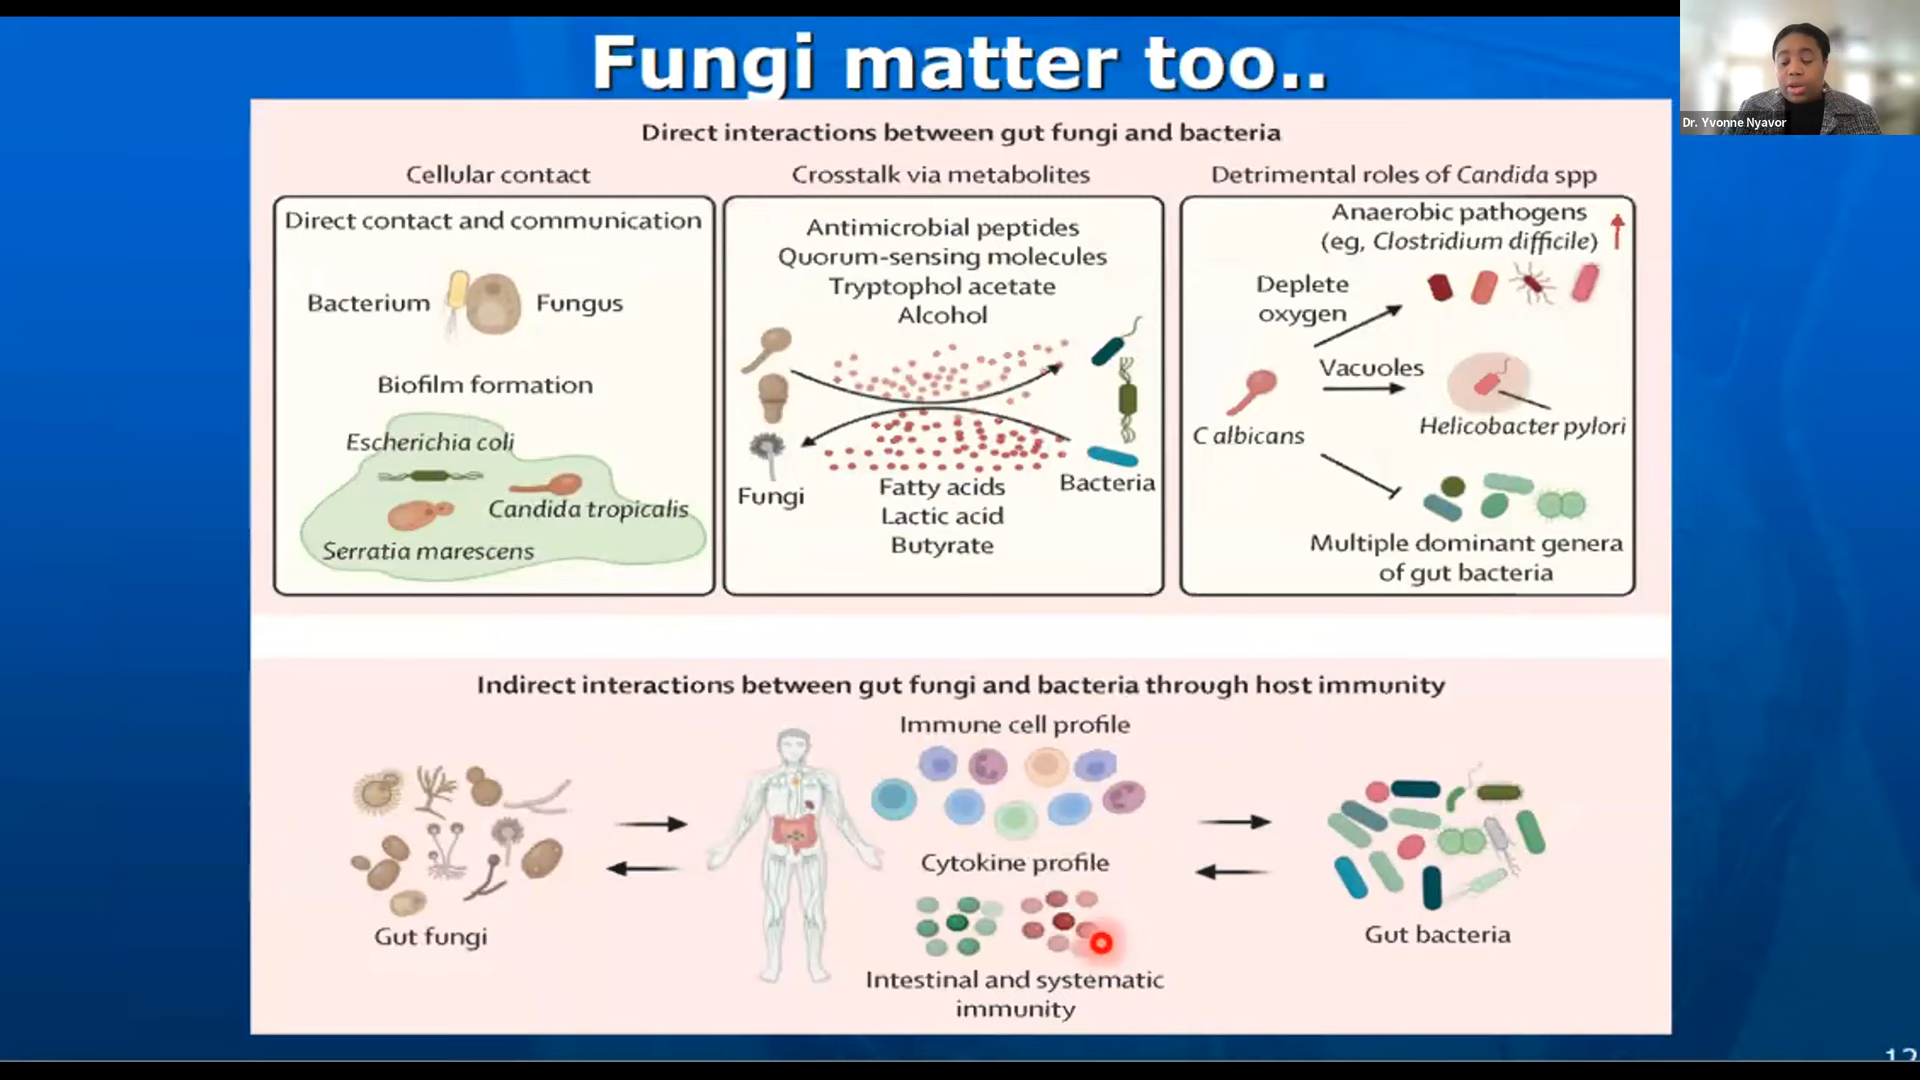 Fungi matter too..
Dr. Yvonne Nyavor
Direct interactions between gut fungi and bacteria
Cellular contact
Direct contact and communication
Bacterium
Fungus
Biofilm formation
Escherichia coli
Candida tropicalis
Serratia marescens
Crosstalk via metabolites
Antimicrobial peptides
Quorum-sensing molecules
Tryptophol acetate
Alcohol
Fungi
Bacteria
Fatty acids
Lactic acid
Butyrate
Detrimental roles of Candida spp
Anaerobic pathogens
(eg, Clostridium difficile)
Deplete
oxygen
Vacuoles
C albicans
Helicobacter pylori
Multiple dominant genera
of gut bacteria
Indirect interactions between gut fungi and bacteria through host immunity
Immune cell profile
Cytokine profile
Intestinal and systematic
immunity
Gut fungi
Gut bacteria
12